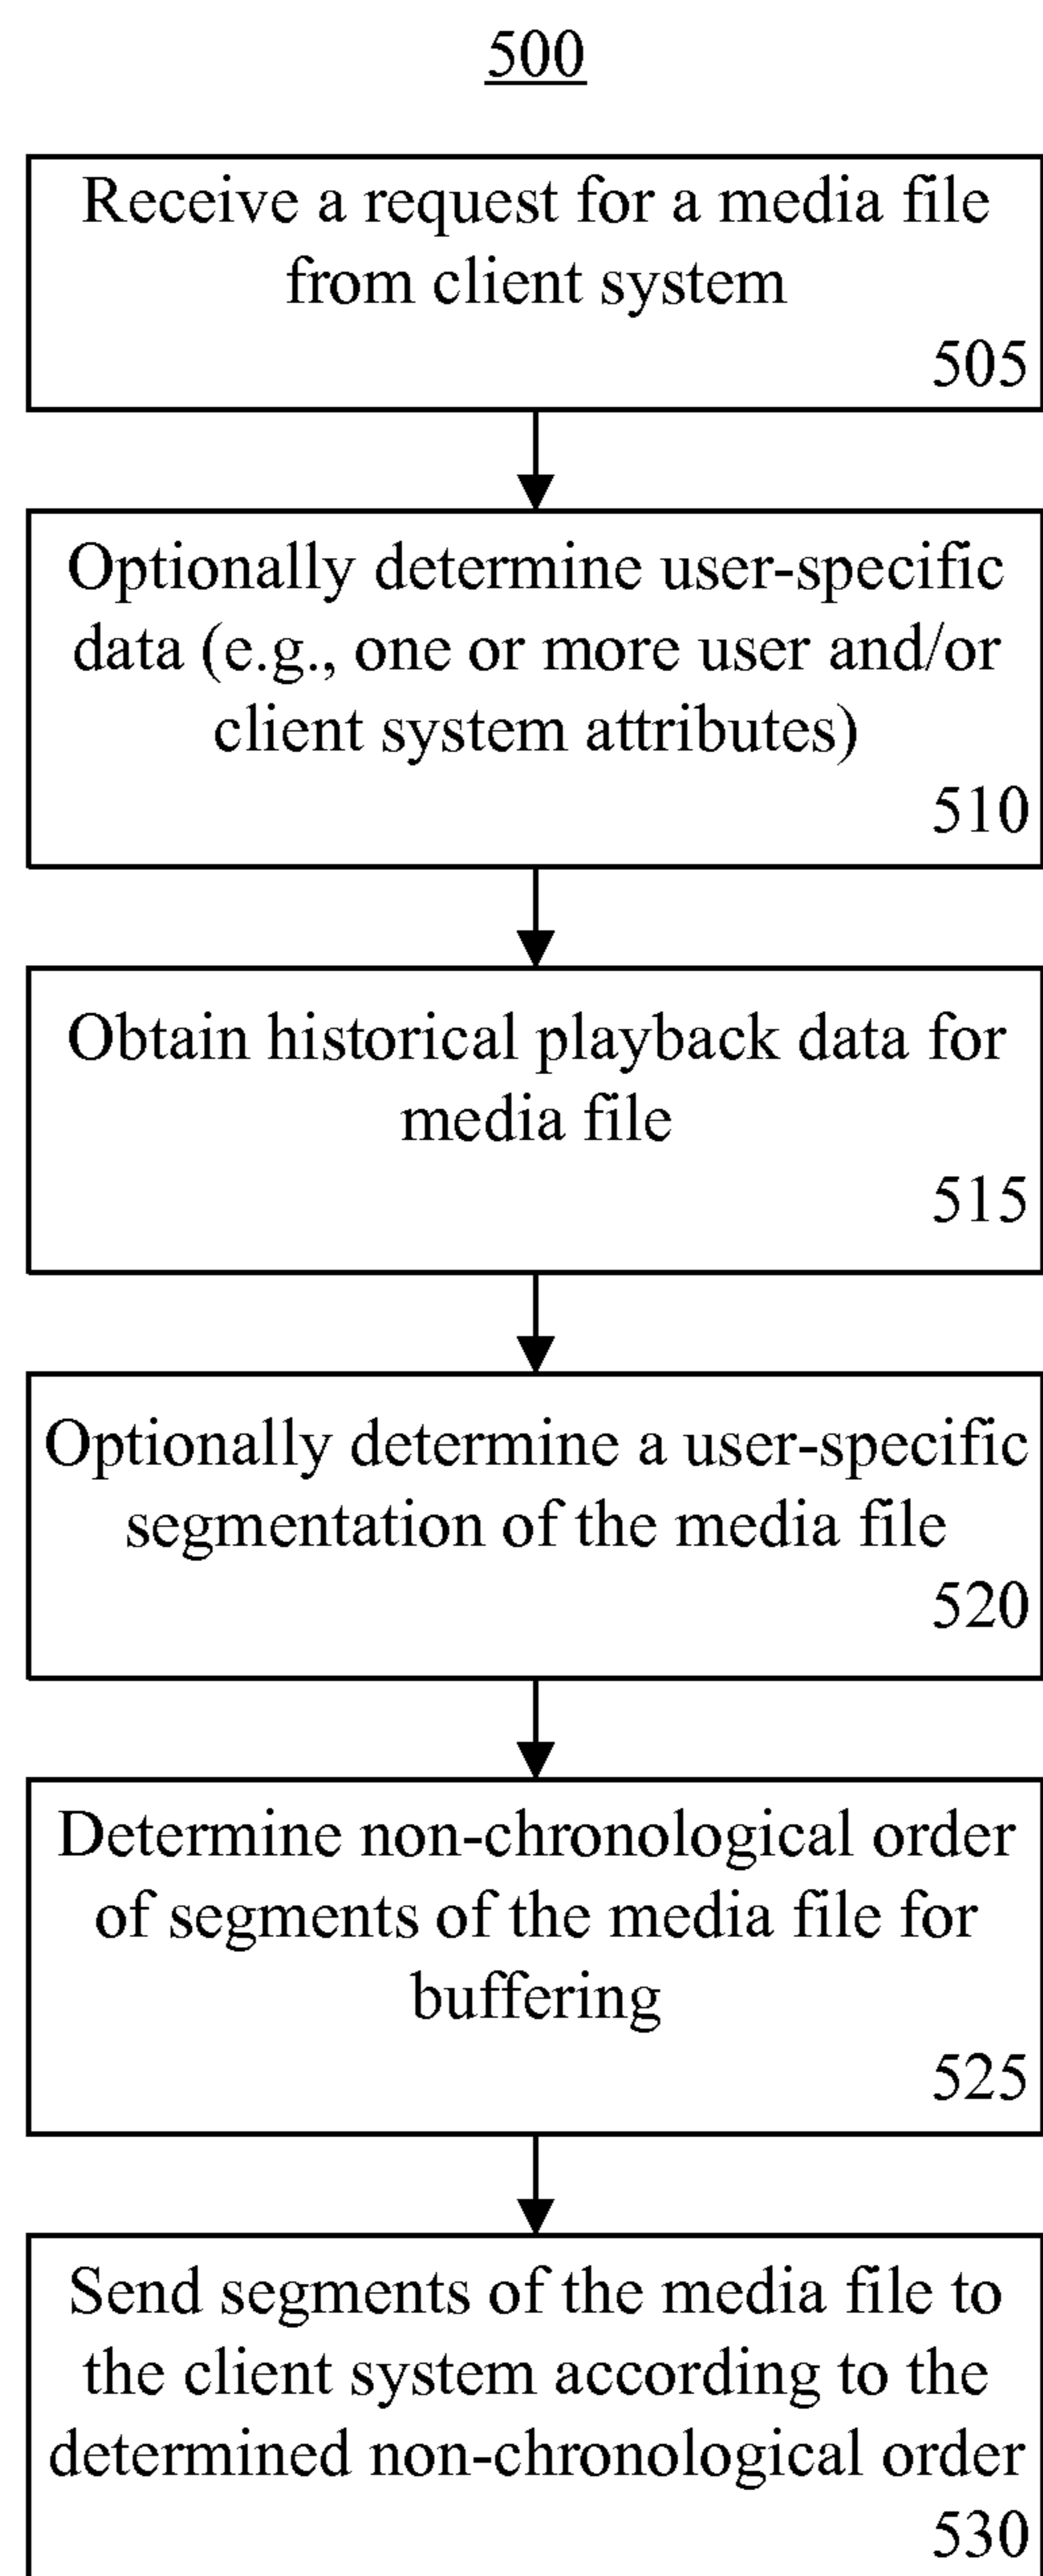 500
Receive a request for a media file
from client system
505
Optionally determine user-specific
data (e.g., one or more user and/or
client system attributes)
510
Obtain historical playback data for
media file
515
Optionally determine a user-specific
segmentation of the media file
520
Determine non-chronological order
of segments of the media file for
buffering
525
Send segments of the media file to
the client system according to the
determined non-chronological order
530